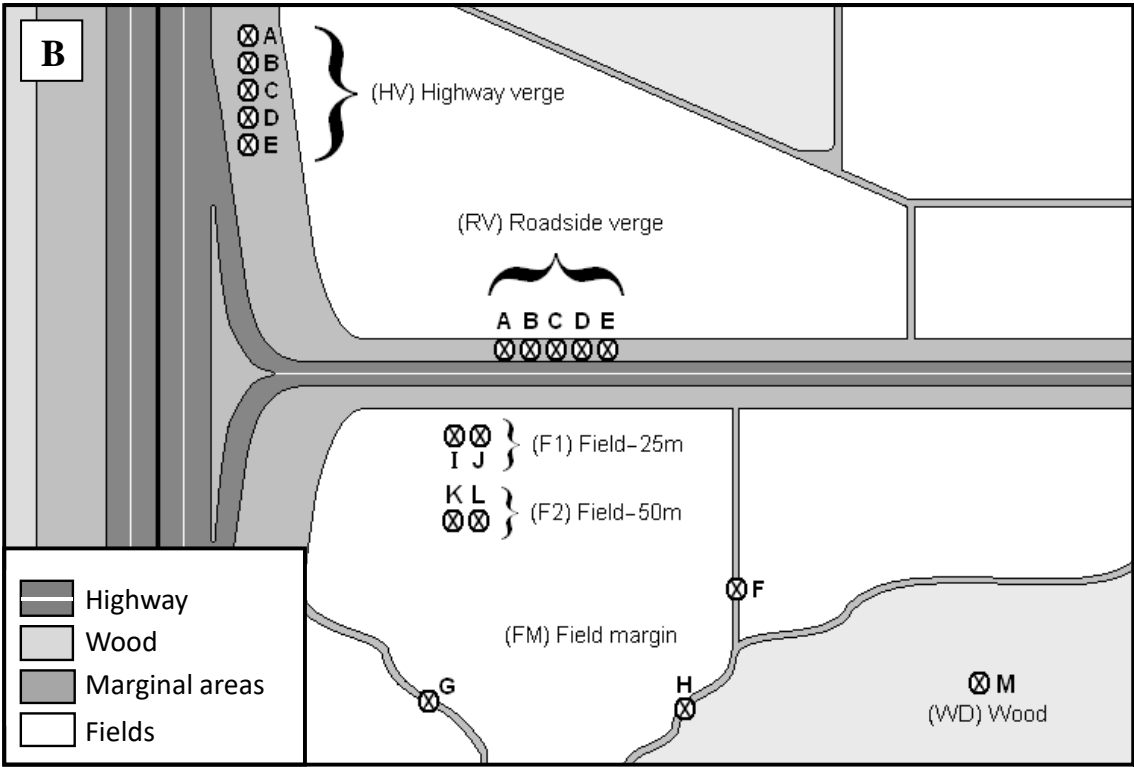 B
A
B
C
D
E
(HV) Highway verge
(RV) Roadside verge
A B C D E
(F1) Field-25m
I J
K L
(F2) Field-50m
F
(FM) Field margin
G
H
M
(WD) Wood
Highway
Wood
Marginal areas
Fields